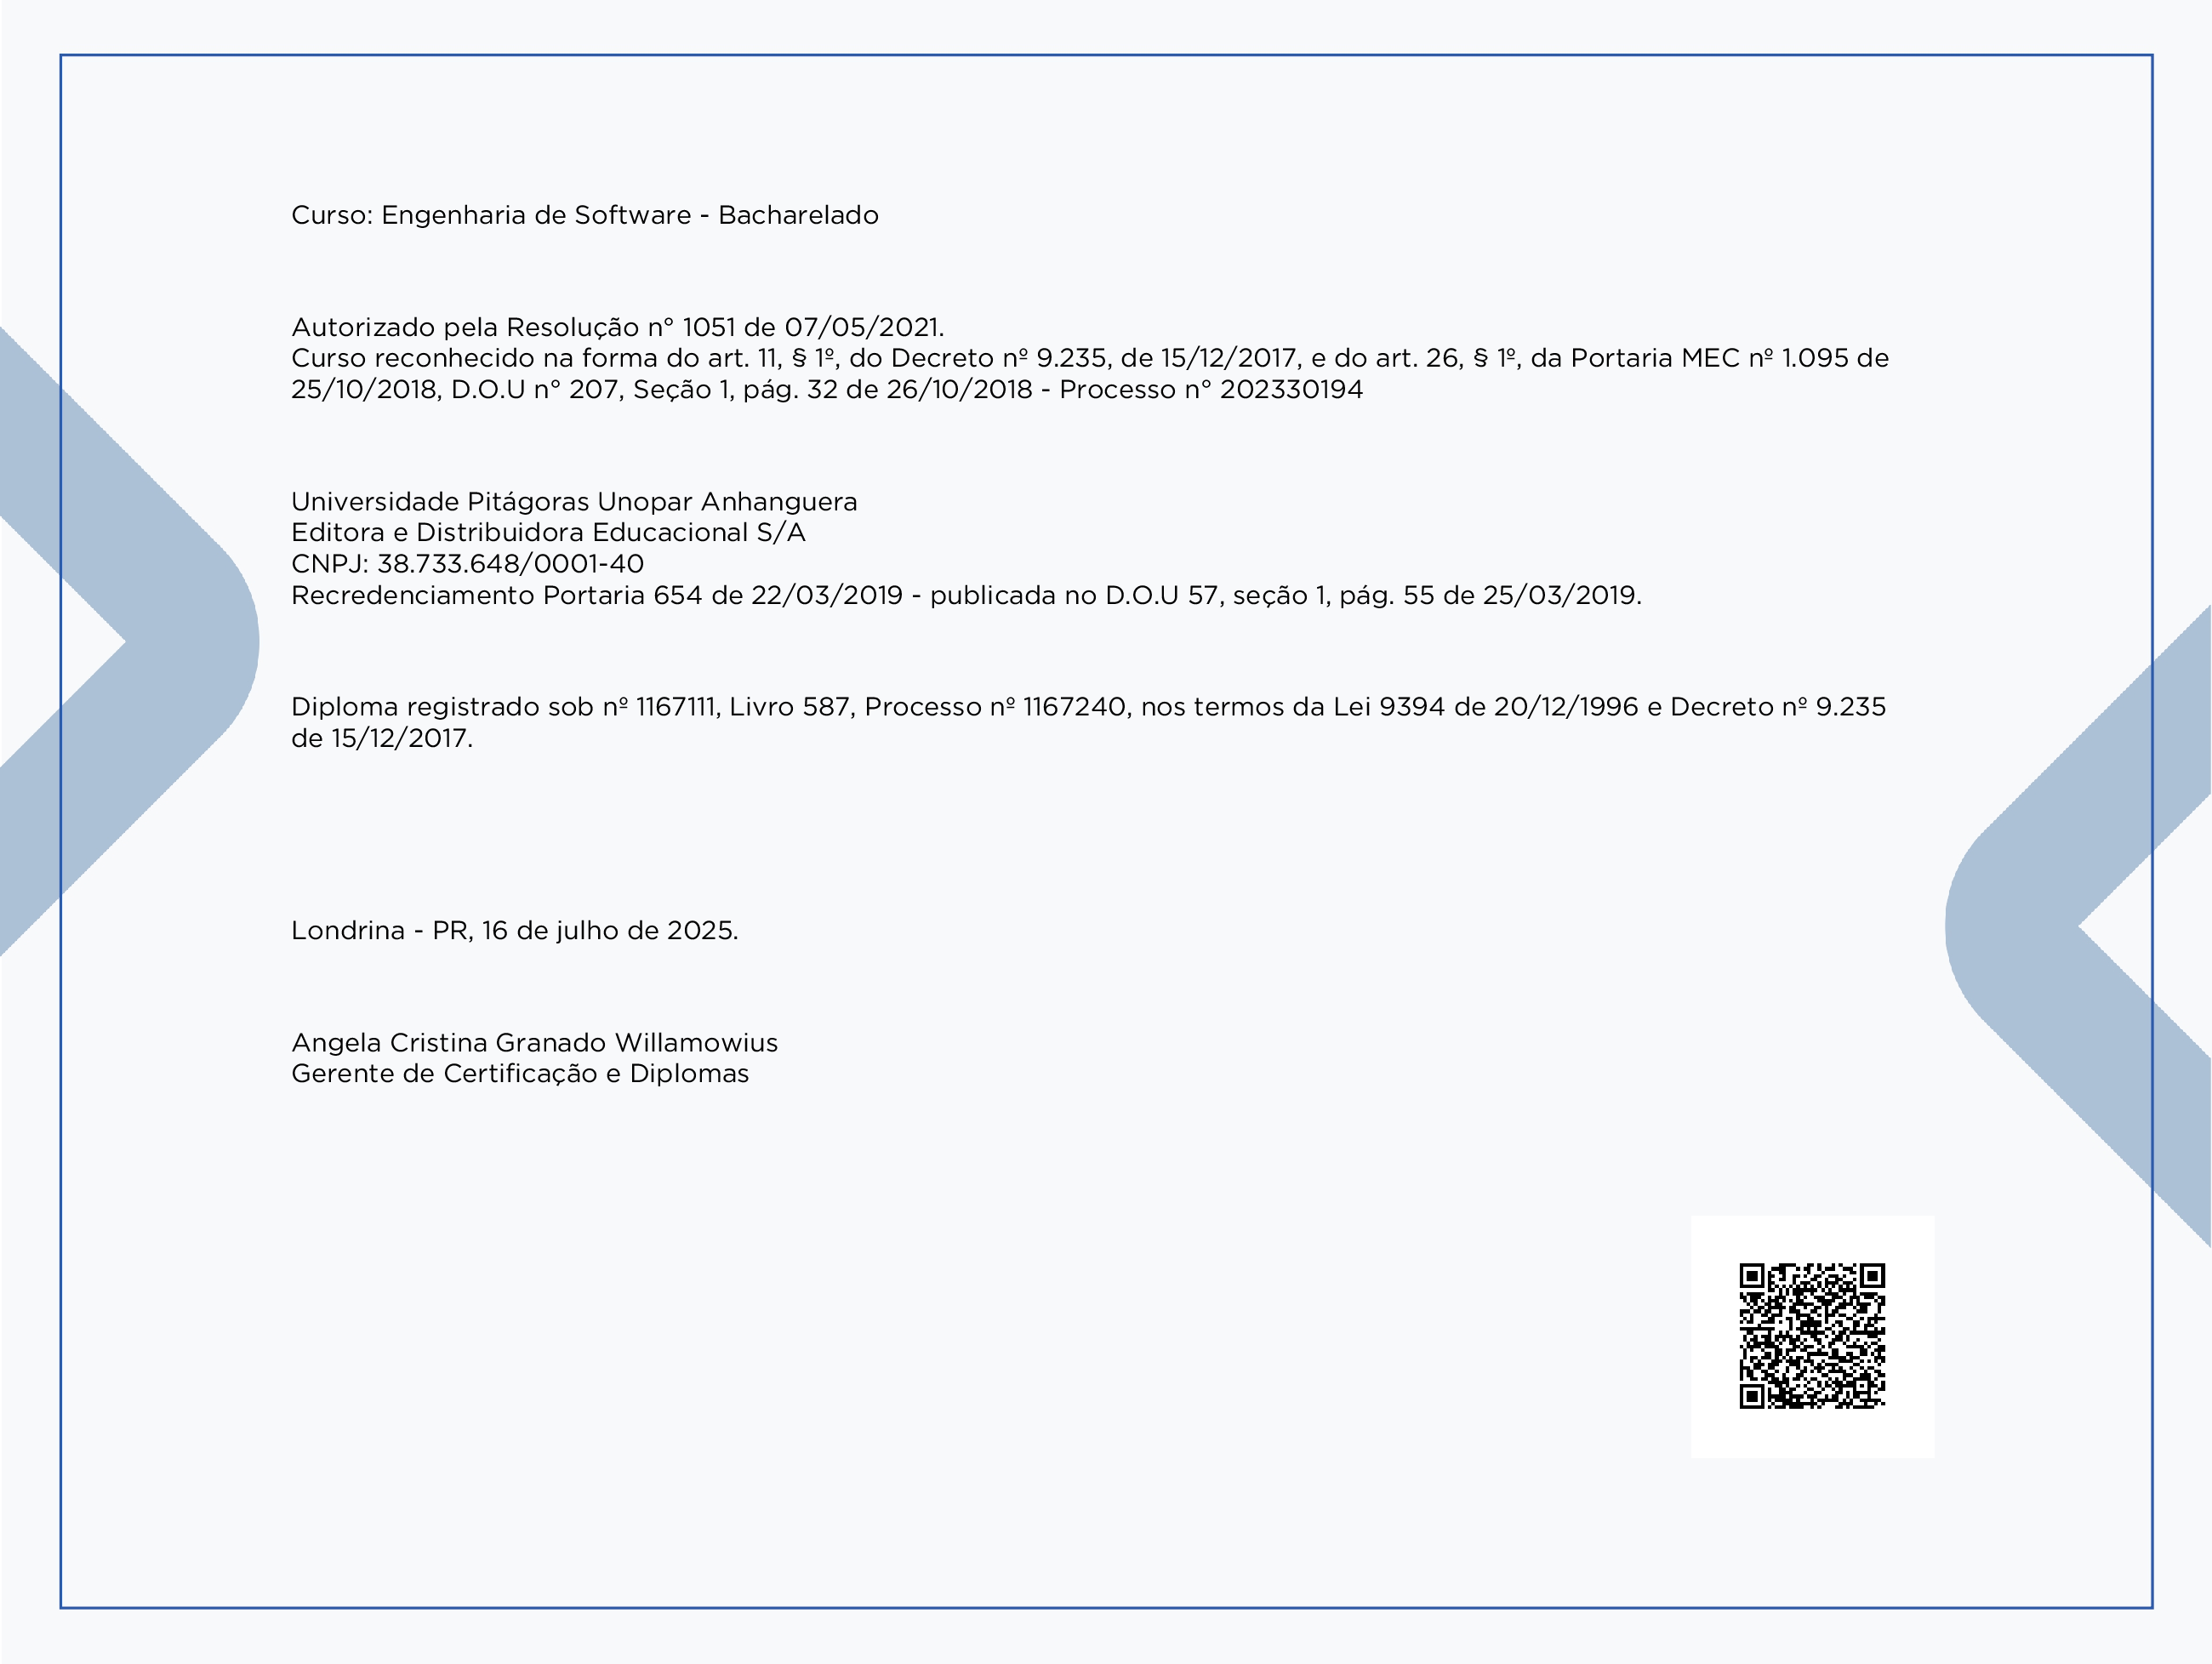 Curso: Engenharia de Software - Bacharelado
Autorizado pela Resolução n° 1051 de 07/05/2021.
Curso reconhecido na forma do art. 11, § 1º, do Decreto nº 9.235, de 15/12/2017, e do art. 26, § 1º, da Portaria MEC nº 1.095 de
25/10/2018, D.O.U n° 207, Seção 1, pág. 32 de 26/10/2018 - Processo n° 202330194
Universidade Pitágoras Unopar Anhanguera
Editora e Distribuidora Educacional S/A
CNPJ: 38.733.648/0001-40
Recredenciamento Portaria 654 de 22/03/2019 - publicada no D.O.U 57, seção 1, pág. 55 de 25/03/2019.
Diploma registrado sob nº 1167111, Livro 587, Processo nº 1167240, nos termos da Lei 9394 de 20/12/1996 e Decreto nº 9.235
de 15/12/2017.
Londrina - PR, 16 de julho de 2025.
Angela Cristina Granado Willamowius
Gerente de Certificação e Diplomas